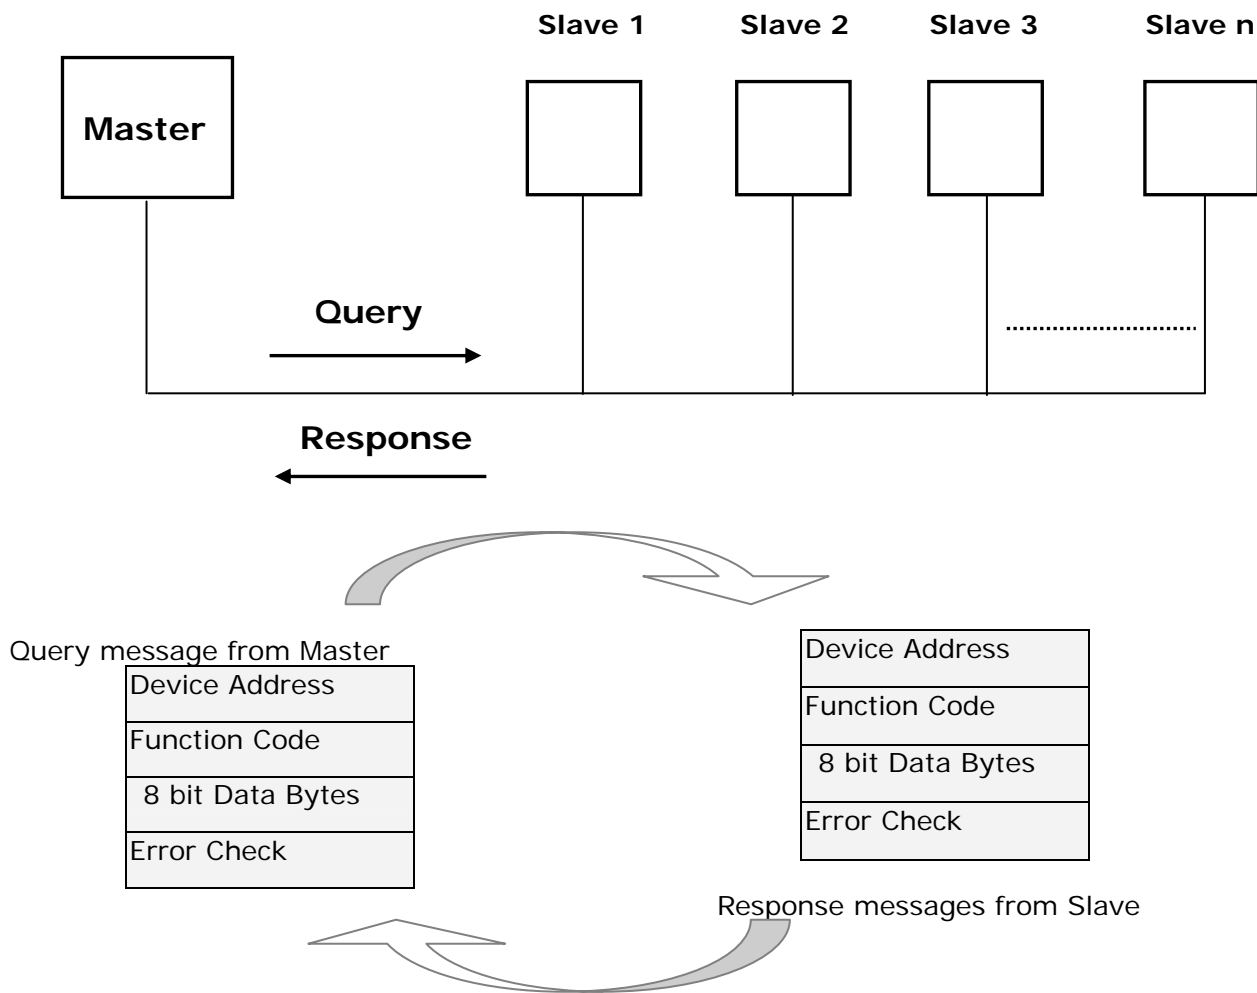 Slave 1 Slave 2 Slave 3 Slave n
Master
Query
Response
Query message from Master
Device Address
Function Code
8 bit Data Bytes
Error Check
Device Address
Function Code
8 bit Data Bytes
Error Check
Response messages from Slave